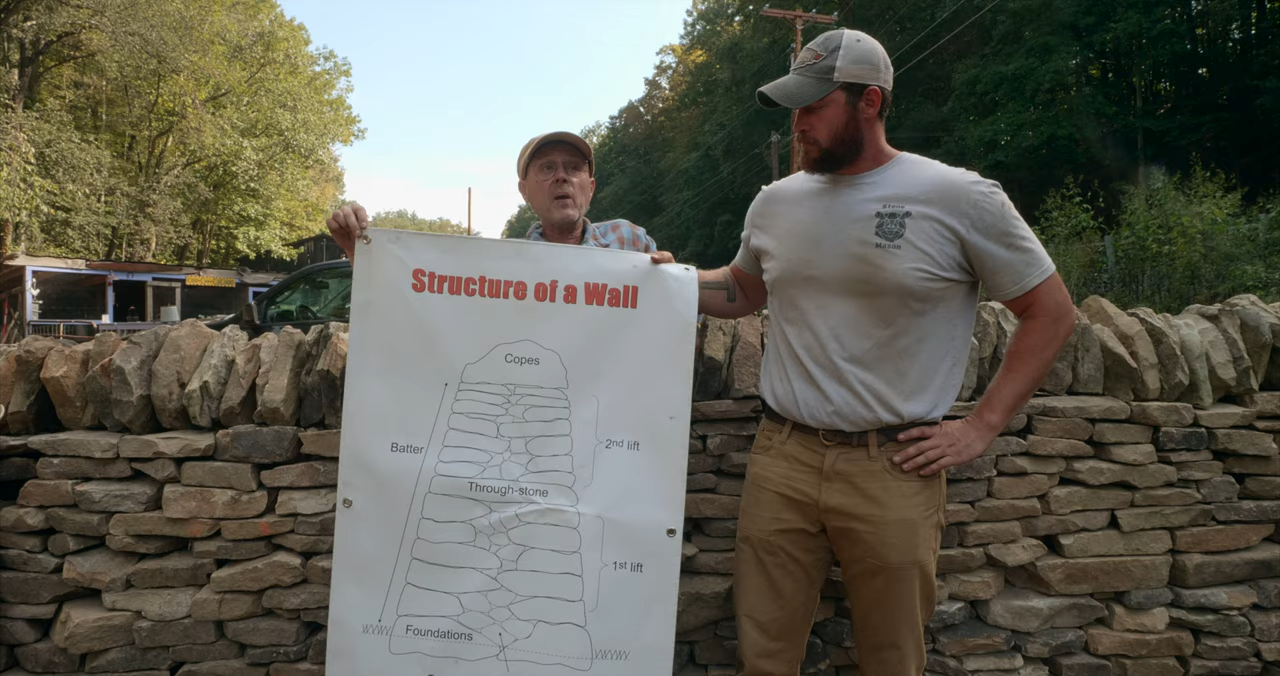 Structure of a Wall
Copes
Batter
2nd lift
Through-stone
1st lift
Foundations
Stone
Mason